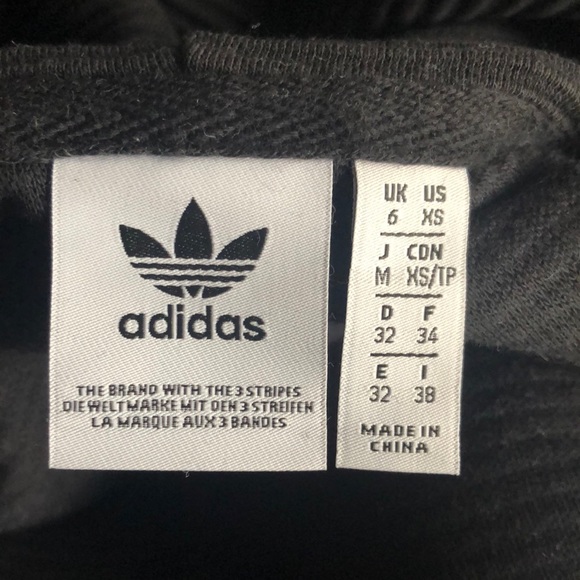 adidas
THE BRAND WITH THE 3 STRIPES
DIE WELTMARKE MIT DEN 3 STREIFEN
LA MARQUE AUX 3 BANDES
UK US
6 XS
J CDN
M XS/TP
D F
32 34
E I
32 38
MADE IN
CHINA